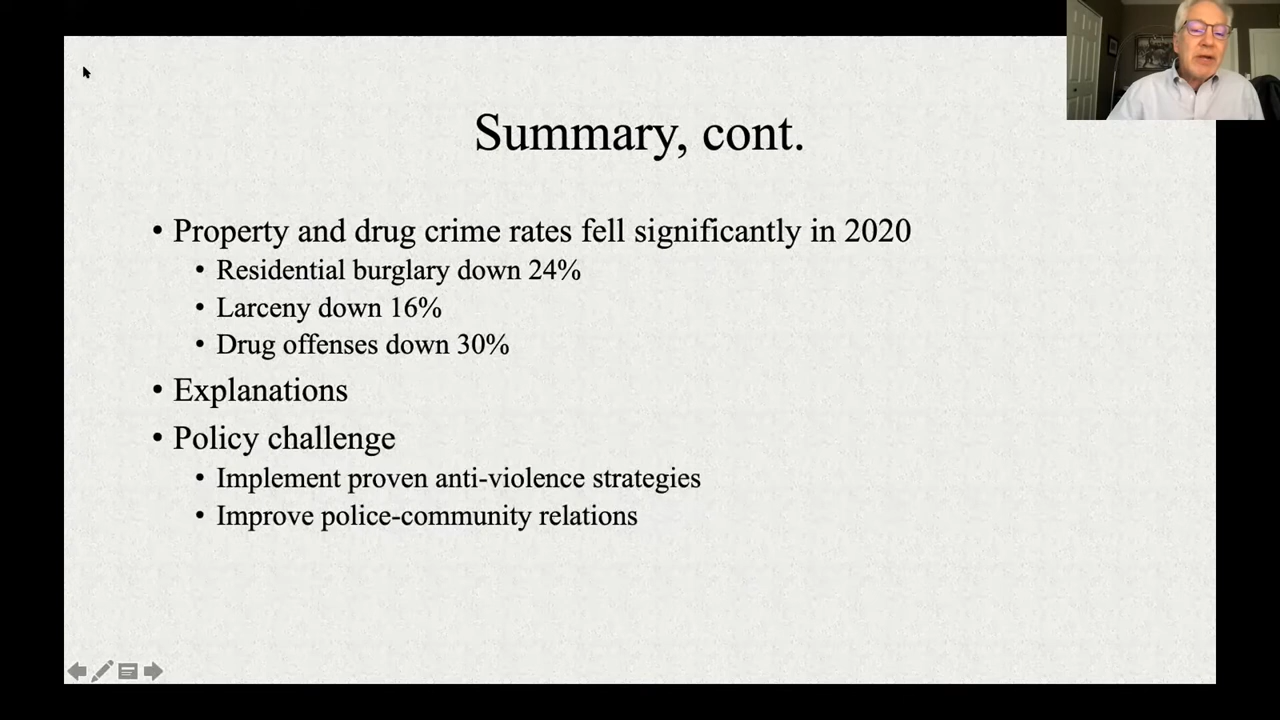 Summary, cont.
• Property and drug crime rates fell significantly in 2020
• Residential burglary down 24%
• Larceny down 16%
• Drug offenses down 30%
• Explanations
• Policy challenge
• Implement proven anti-violence strategies
• Improve police-community relations